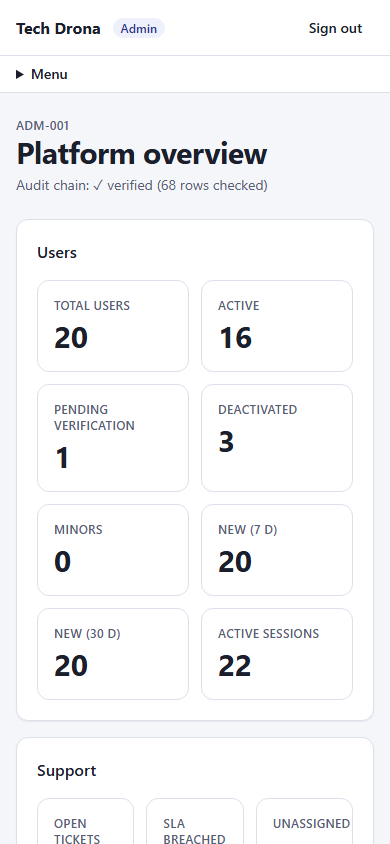 Tech Drona Admin Sign out
▶ Menu
ADM-001
Platform overview
Audit chain: ✓ verified (68 rows checked)
Users
TOTAL USERS
20
ACTIVE
16
PENDING
VERIFICATION
1
DEACTIVATED
3
MINORS
0
NEW (7 D)
20
NEW (30 D)
20
ACTIVE SESSIONS
22
Support
OPEN
TICKETS
SLA
BREACHED
UNASSIGNED